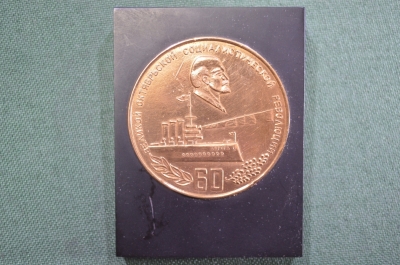 ВЕЛИКОЙ ОКТЯБРЬСКОЙ СОЦИАЛИСТИЧЕСКОЙ РЕВОЛЮЦИИ
60